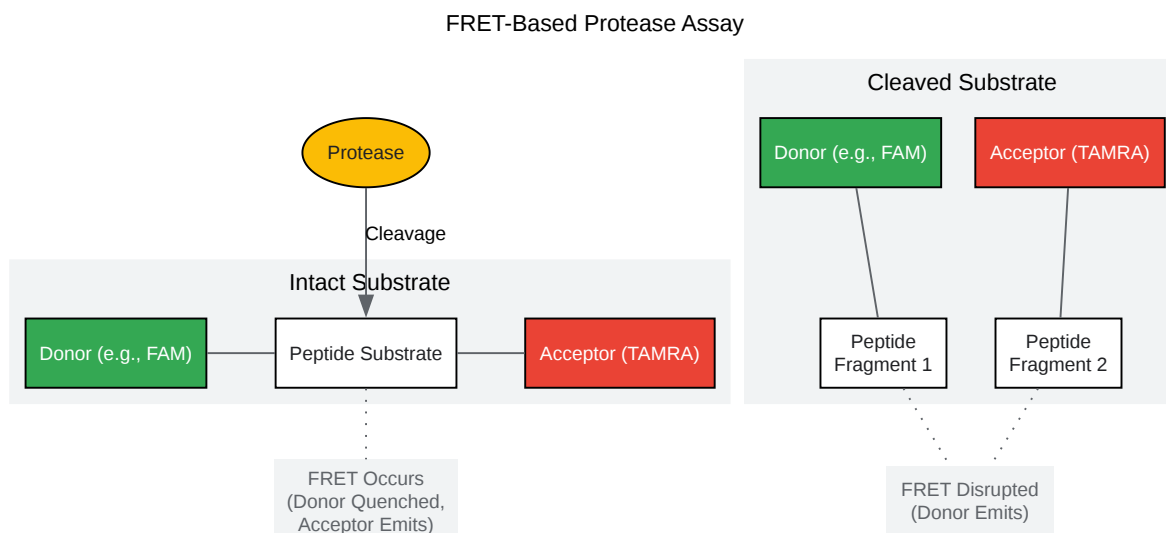 FRET-Based Protease Assay
Protease
Cleavage
Intact Substrate
Donor (e.g., FAM)
Peptide Substrate
Acceptor (TAMRA)
FRET Occurs
(Donor Quenched,
Acceptor Emits)
Cleaved Substrate
Donor (e.g., FAM)
Acceptor (TAMRA)
Peptide
Fragment 1
Peptide
Fragment 2
FRET Disrupted
(Donor Emits)